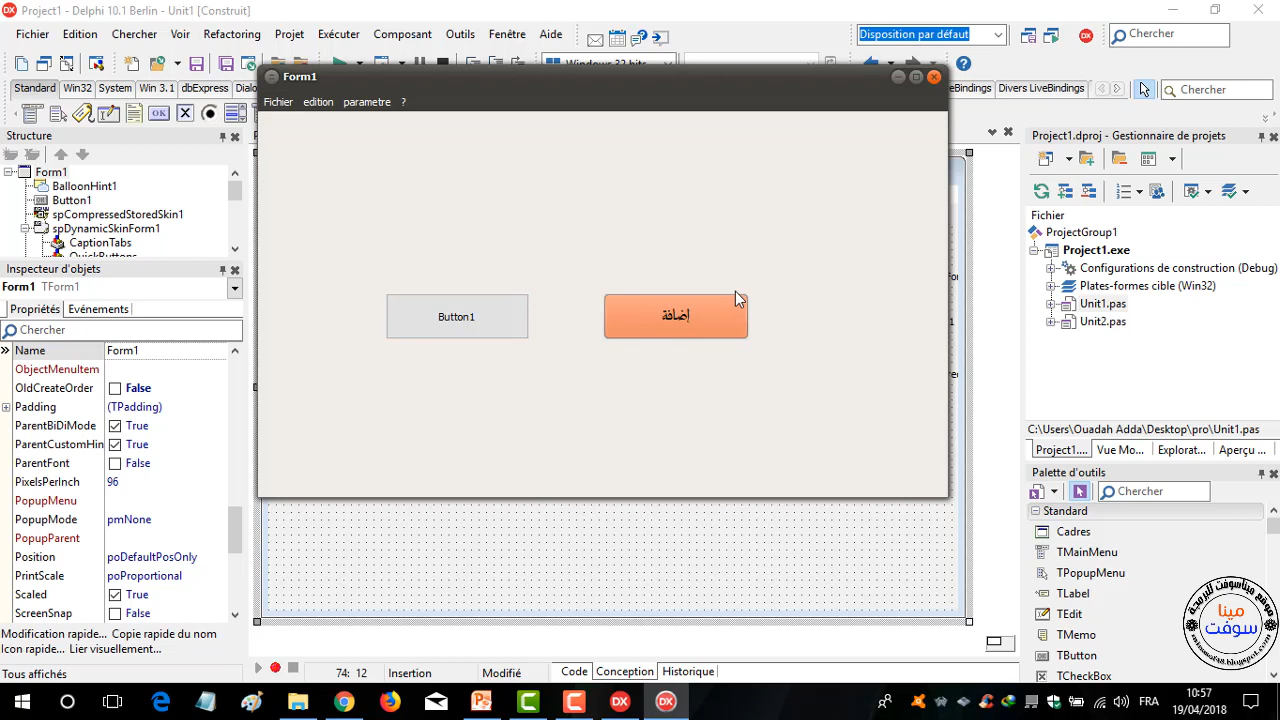 Project1 - Delphi 10.1 Berlin - Unit1 [Construit]
Fichier Edition Chercher Voir Refactoring Projet Exécuter Composant Outils Fenêtre Aide
Disposition par défaut
Chercher
Windows 32 bits
Standard Win32 System Win 3.1 dbExpress
Divers LiveBindings
Chercher
Form1
Fichier edition parametre ?
Button1
إضافة
Structure
Form1
BalloonHint1
Button1
spCompressedStoredSkin1
spDynamicSkinForm1
CaptionTabs
QuickButtons
Inspecteur d'objets
Form1 TForm1
Propriétés Evénements
Chercher
Name Form1
ObjectMenuItem
OldCreateOrder False
Padding (TPadding)
ParentBiDiMode True
ParentCustomHin True
ParentFont False
PixelsPerInch 96
PopupMenu
PopupMode pmNone
PopupParent
Position poDefaultPosOnly
PrintScale poProportional
Scaled True
ScreenSnap False
Modification rapide... Copie rapide du nom
Icon rapide... Lier visuellement...
Tous affichés
74: 12 Insertion Modifié Code Conception Historique
Project1.dproj - Gestionnaire de projets
Fichier
ProjectGroup1
Project1.exe
Configurations de construction (Debug)
Plates-formes cible (Win32)
Unit1.pas
Unit2.pas
C:\Users\Ouadah Adda\Desktop\pro\Unit1.pas
Project1.... Vue Mo... Explorat... Aperçu ...
Palette d'outils
Chercher
Standard
Cadres
TMainMenu
TPopupMenu
TLabel
TEdit
TMemo
TButton
TCheckBox
موقع ميناسوفت للبرمجة
مينا
سوفت
FRA
10:57
19/04/2018